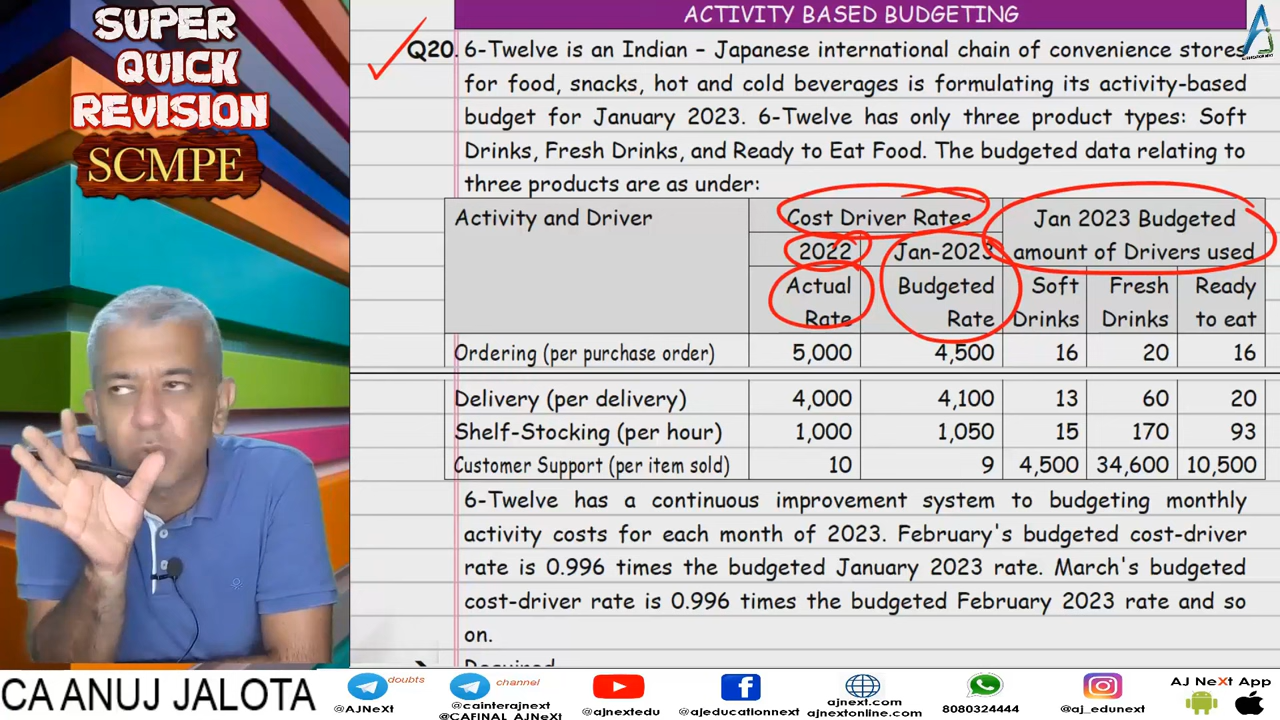 SUPER
QUICK
REVISION
SCMPE
ACTIVITY BASED BUDGETING
Q20. 6-Twelve is an Indian – Japanese international chain of convenience stores
for food, snacks, hot and cold beverages is formulating its activity-based
budget for January 2023. 6-Twelve has only three product types: Soft
Drinks, Fresh Drinks, and Ready to Eat Food. The budgeted data relating to
three products are as under:
Activity and Driver Cost Driver Rates Jan 2023 Budgeted
2022 Jan-2023 amount of Drivers used
Actual Budgeted Soft Fresh Ready
Rate Rate Drinks Drinks to eat
Ordering (per purchase order) 5,000 4,500 16 20 16
Delivery (per delivery) 4,000 4,100 13 60 20
Shelf-Stocking (per hour) 1,000 1,050 15 170 93
Customer Support (per item sold) 10 9 4,500 34,600 10,500
6-Twelve has a continuous improvement system to budgeting monthly
activity costs for each month of 2023. February's budgeted cost-driver
rate is 0.996 times the budgeted January 2023 rate. March's budgeted
cost-driver rate is 0.996 times the budgeted February 2023 rate and so
on.
Required
CA ANUJ JALOTA
doubts
@AJNeXt
channel
@cainterajnext
@CAFINAL_AJNeXt
@ajnextedu
@ajeducationnext
ajnext.com
ajnextonline.com
8080324444
@aj_edunext
AJ NeXt App